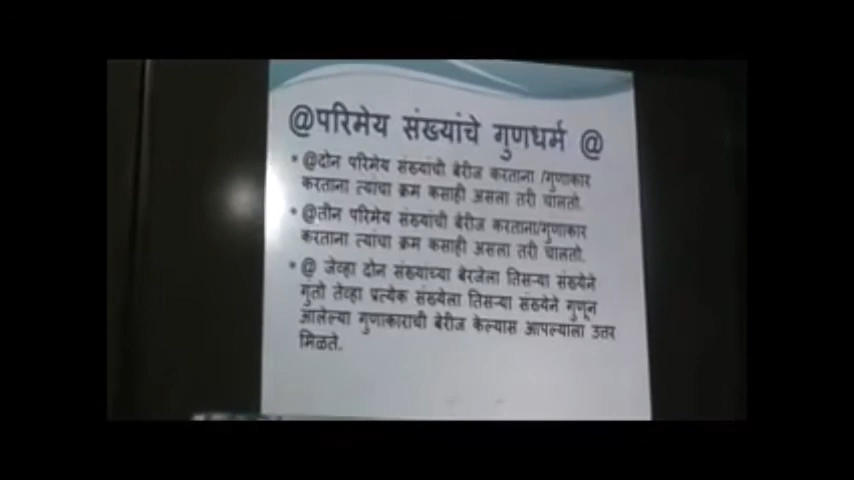 @परिमेय संख्यांचे गुणधर्म @
• @दोन परिमेय संख्यांची बेरीज करताना /गुणाकार
करताना त्यांचा क्रम कसाही असला तरी चालतो.
• @तीन परिमेय संख्यांची बेरीज करताना/गुणाकार
करताना त्यांचा क्रम कसाही असला तरी चालतो.
• @ जेव्हा दोन संख्यांच्या बेरजेला तिसऱ्या संख्येने
गुतो तेव्हा प्रत्येक संख्येला तिसऱ्या संख्येने गुणून
आलेल्या गुणाकाराची बेरीज केल्यास आपल्याला उत्तर
मिळते.